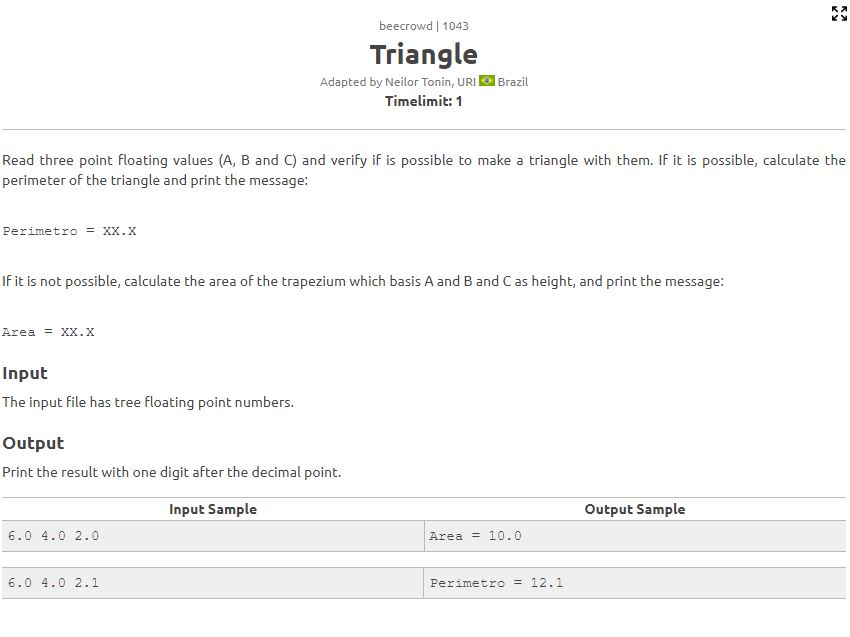 beecrowd | 1043
Triangle
Adapted by Neilor Tonin, URI Brazil
Timelimit: 1
Read three point floating values (A, B and C) and verify if is possible to make a triangle with them. If it is possible, calculate the
perimeter of the triangle and print the message:
Perimetro = XX.X
If it is not possible, calculate the area of the trapezium which basis A and B and C as height, and print the message:
Area = XX.X
Input
The input file has tree floating point numbers.
Output
Print the result with one digit after the decimal point.
Input Sample Output Sample
6.0 4.0 2.0 Area = 10.0
6.0 4.0 2.1 Perimetro = 12.1